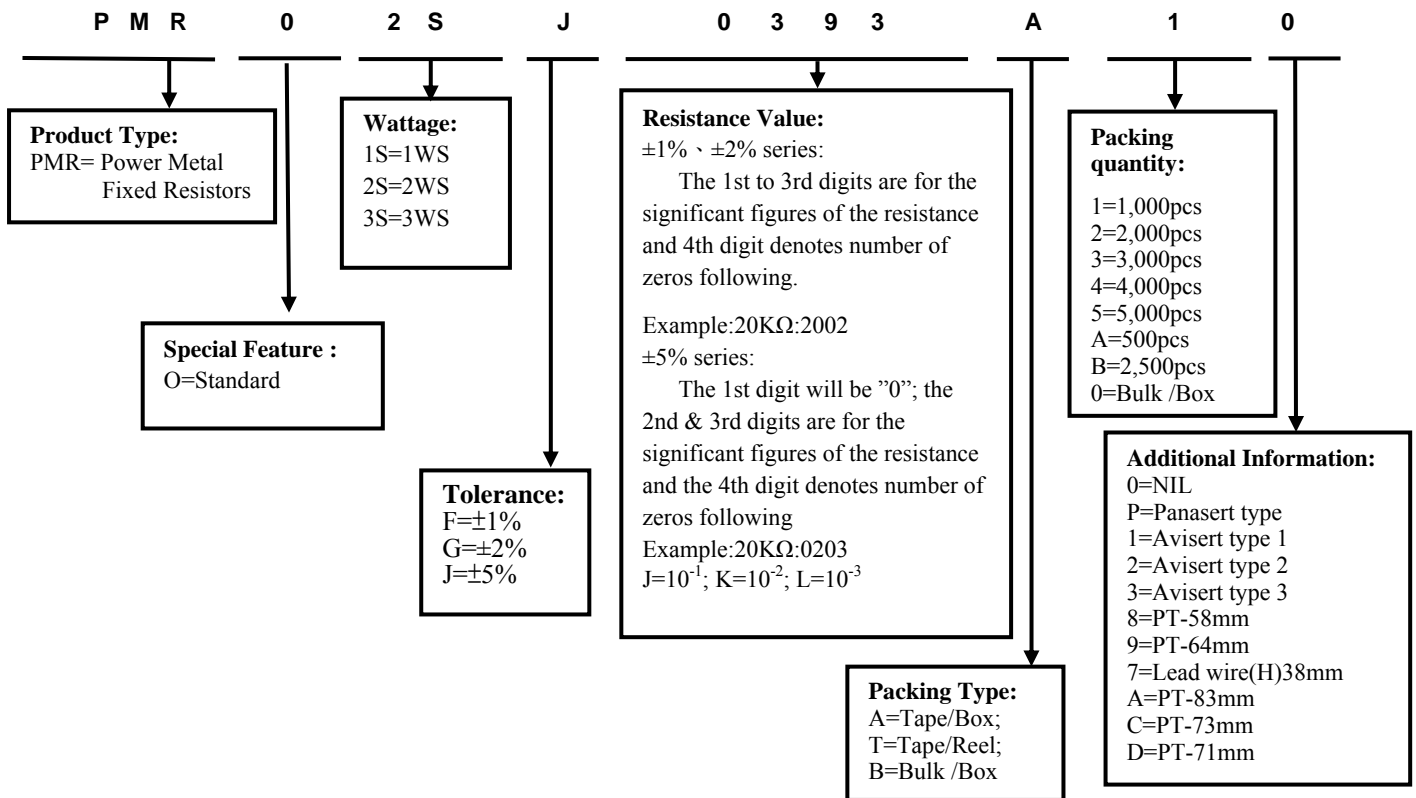 P M R 0 2 S J 0 3 9 3 A 1 0
Product Type:
PMR= Power Metal
Fixed Resistors
Wattage:
1S=1WS
2S=2WS
3S=3WS
Resistance Value:
±1%、±2% series:
The 1st to 3rd digits are for the
significant figures of the resistance
and 4th digit denotes number of
zeros following.
Example:20KΩ:2002
±5% series:
The 1st digit will be ”0”; the
2nd & 3rd digits are for the
significant figures of the resistance
and the 4th digit denotes number of
zeros following
Example:20KΩ:0203
J=10⁻¹; K=10⁻²; L=10⁻³
Packing
quantity:
1=1,000pcs
2=2,000pcs
3=3,000pcs
4=4,000pcs
5=5,000pcs
A=500pcs
B=2,500pcs
0=Bulk /Box
Special Feature :
O=Standard
Tolerance:
F=±1%
G=±2%
J=±5%
Additional Information:
0=NIL
P=Panasert type
1=Avisert type 1
2=Avisert type 2
3=Avisert type 3
8=PT-58mm
9=PT-64mm
7=Lead wire(H)38mm
A=PT-83mm
C=PT-73mm
D=PT-71mm
Packing Type:
A=Tape/Box;
T=Tape/Reel;
B=Bulk /Box